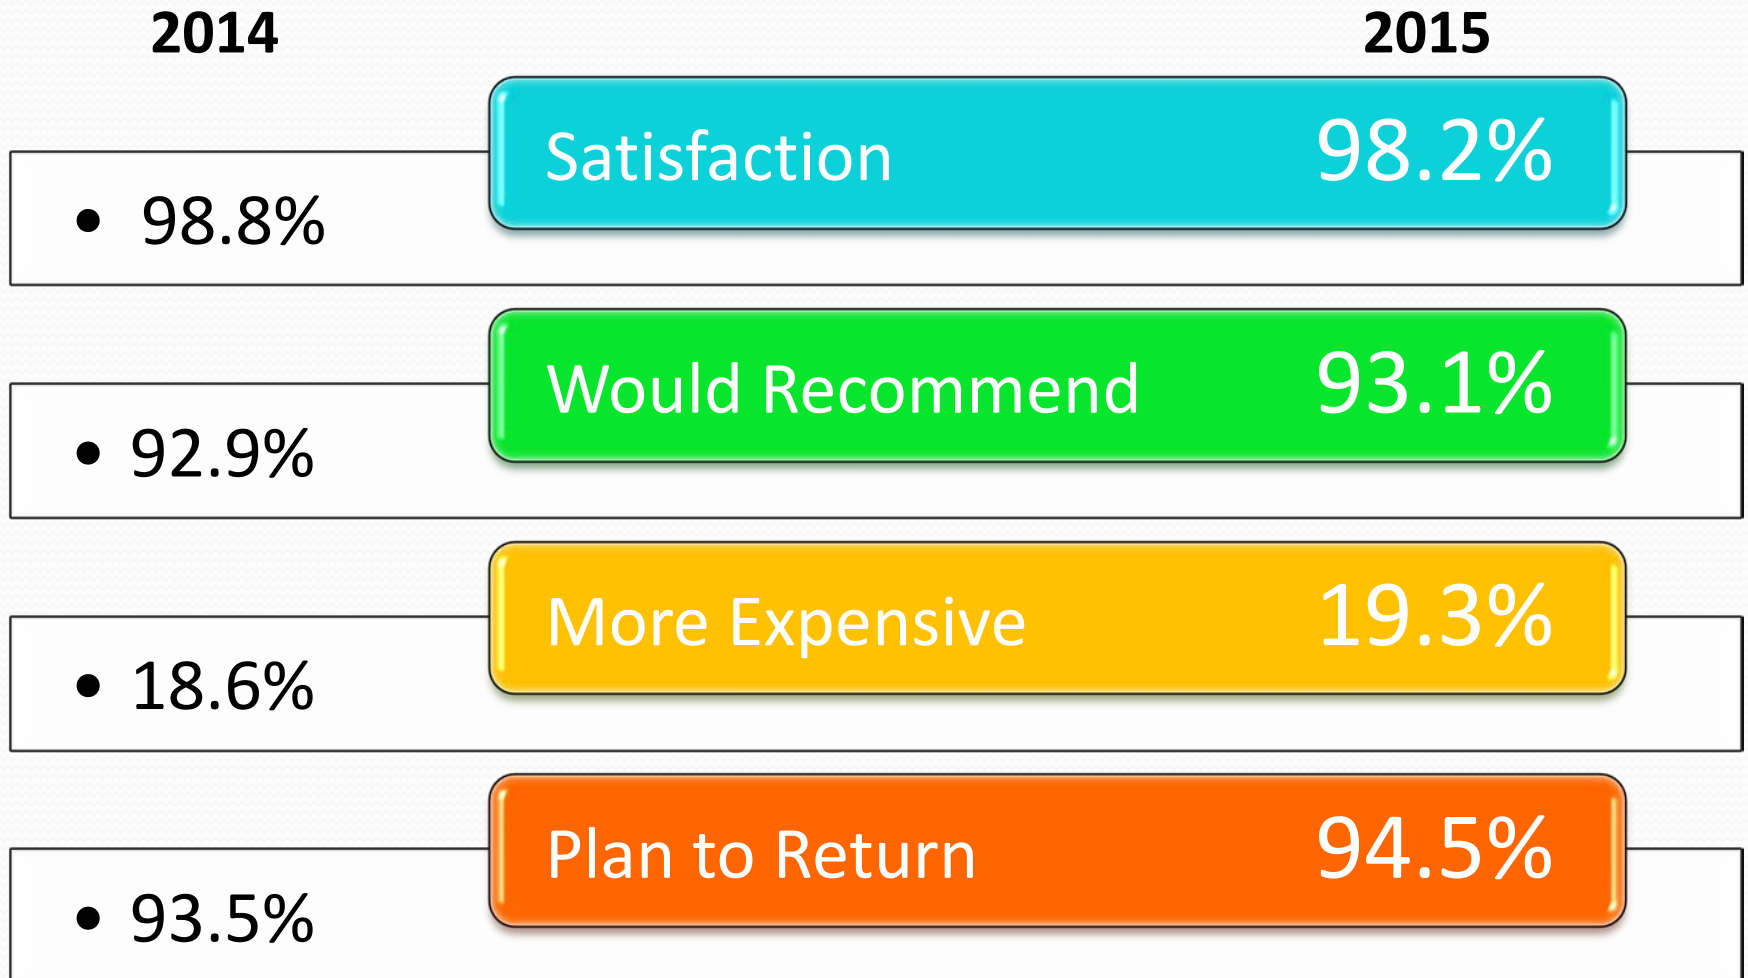 2014 2015
Satisfaction 98.2%
• 98.8%
Would Recommend 93.1%
• 92.9%
More Expensive 19.3%
• 18.6%
Plan to Return 94.5%
• 93.5%